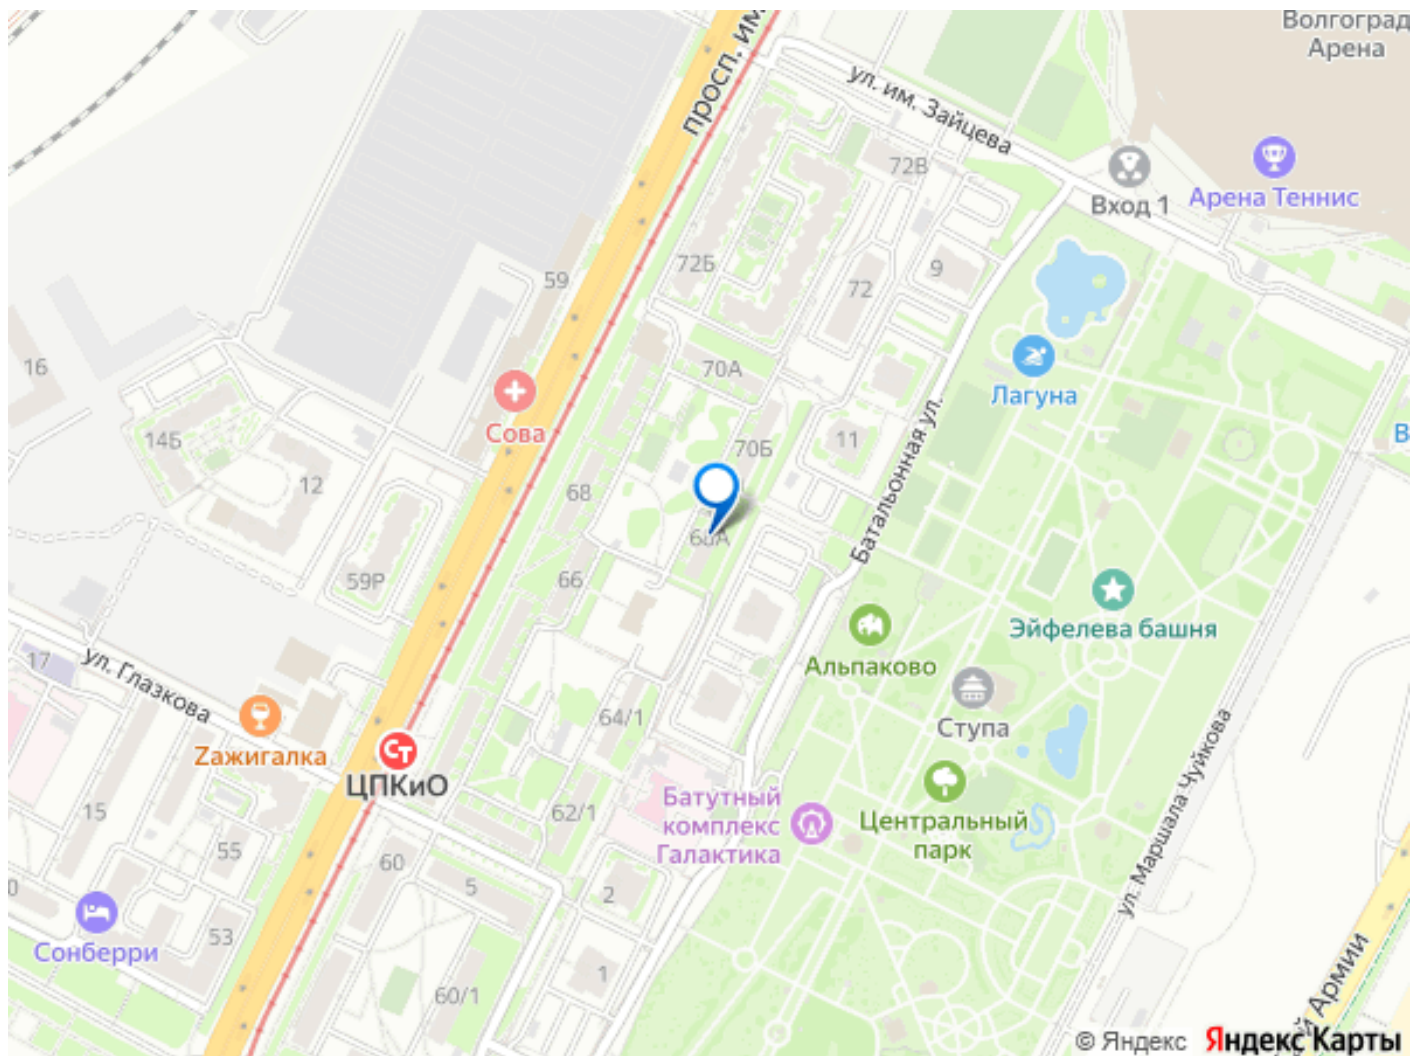 Волгоград
Арена
просп. им
ул. им. Зайцева
72В
Вход 1
Арена Теннис
59
72Б
9
72
16
70А
Лагуна
Сова
14Б
12
70Б
11
В
Батальонная ул.
68
68А
66
59Р
Эйфелева башня
Альпаково
17
ул. Глазкова
64/1
Ступа
Zажигалка
ЦПКиО
ул. Маршала Чуйкова
15
62/1
Батутный
комплекс
Галактика
Центральный
парк
55
60
5
2
0
53
Сонберри
1
60/1
й Армии
© Яндекс Яндекс Карты